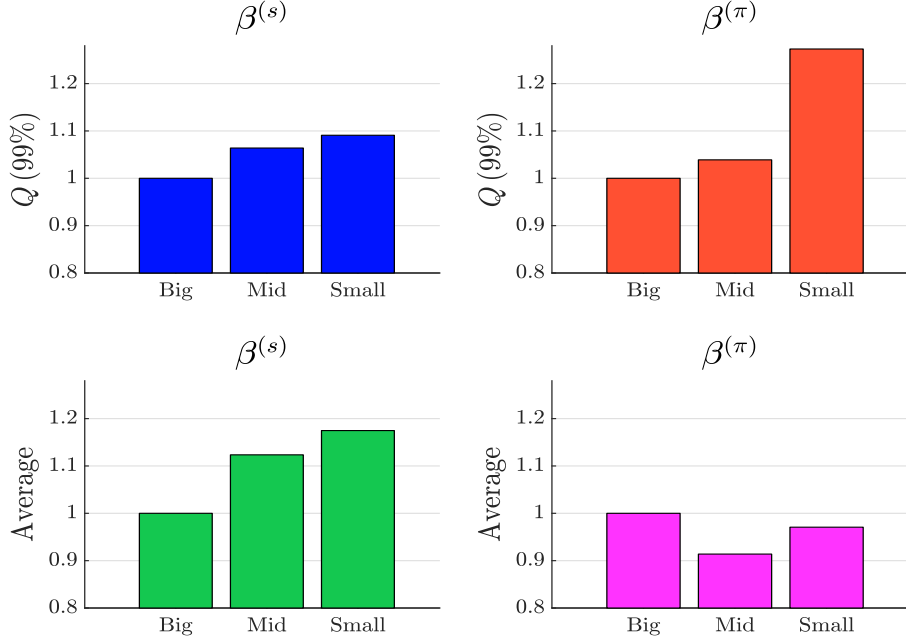 β^(s)
Q (99%)
1.2
1.1
1
0.9
0.8
Big Mid Small
β^(π)
Q (99%)
1.2
1.1
1
0.9
0.8
Big Mid Small
β^(s)
Average
1.2
1.1
1
0.9
0.8
Big Mid Small
β^(π)
Average
1.2
1.1
1
0.9
0.8
Big Mid Small